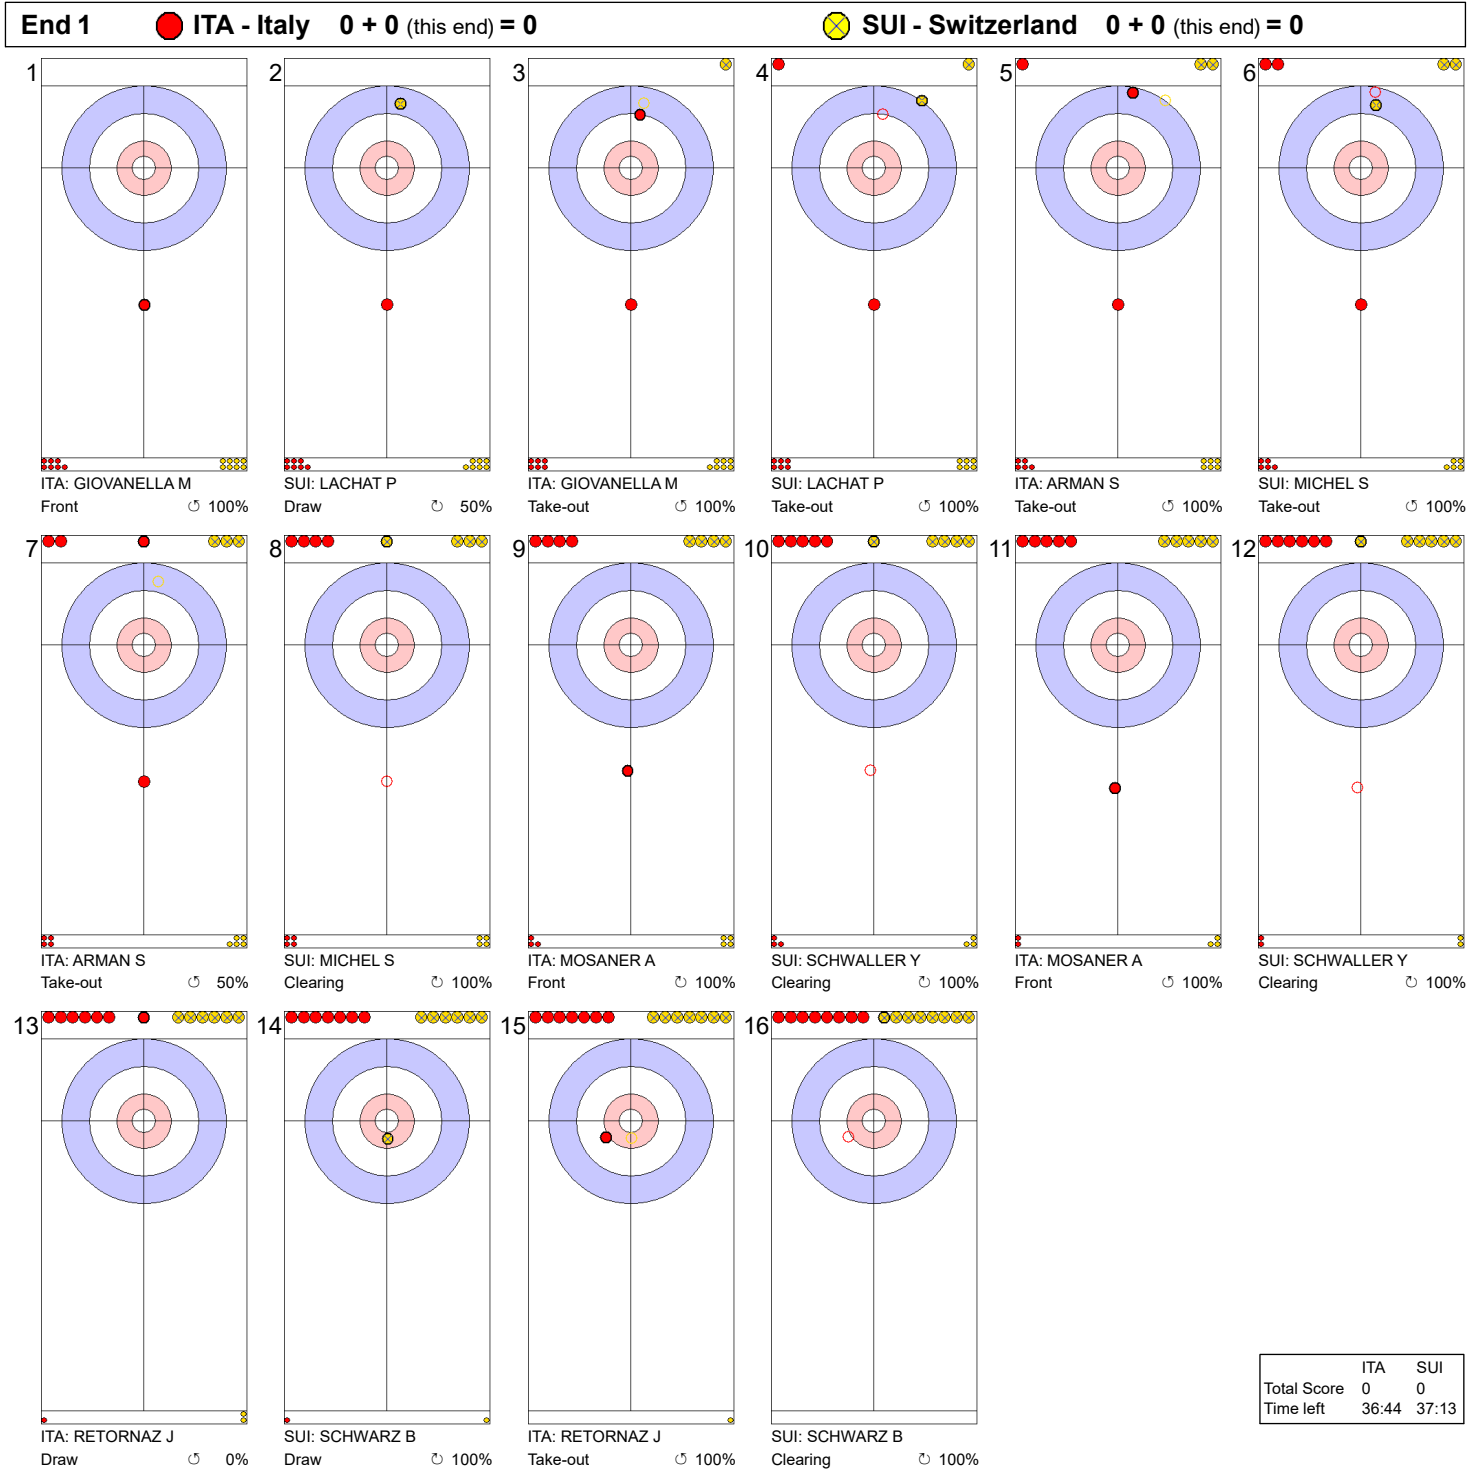 End 1 ITA - Italy 0 + 0 (this end) = 0 SUI - Switzerland 0 + 0 (this end) = 0
1 2 3 4 5 6
ITA: GIOVANELLA M SUI: LACHAT P ITA: GIOVANELLA M SUI: LACHAT P ITA: ARMAN S SUI: MICHEL S
Front ↺ 100% Draw ↻ 50% Take-out ↺ 100% Take-out ↺ 100% Take-out ↺ 100% Take-out ↻ 100%
7 8 9 10 11 12
ITA: ARMAN S SUI: MICHEL S ITA: MOSANER A SUI: SCHWALLER Y ITA: MOSANER A SUI: SCHWALLER Y
Take-out ↺ 50% Clearing ↻ 100% Front ↺ 100% Clearing ↻ 100% Front ↺ 100% Clearing ↻ 100%
13 14 15 16
ITA: RETORNAZ J SUI: SCHWARZ B ITA: RETORNAZ J SUI: SCHWARZ B
Draw ↺ 0% Draw ↻ 100% Take-out ↺ 100% Clearing ↻ 100%
ITA SUI
Total Score 0 0
Time left 36:44 37:13